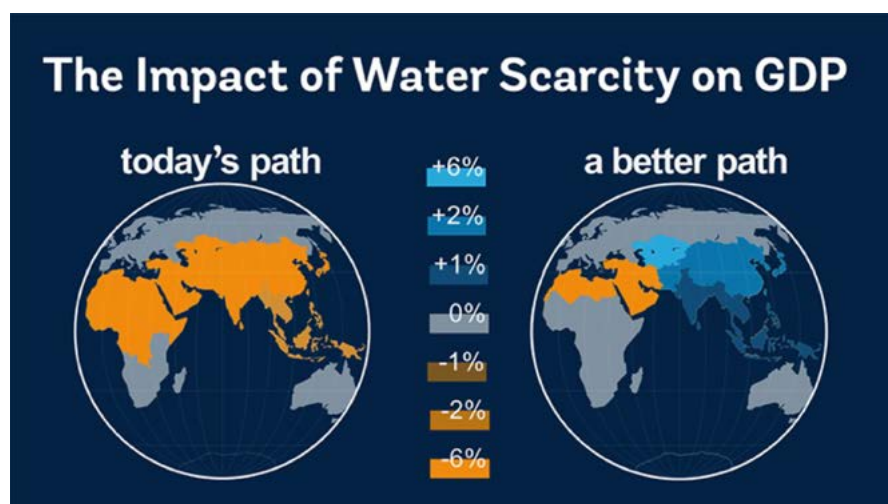 The Impact of Water Scarcity on GDP
today's path
+6%
+2%
+1%
0%
-1%
-2%
-6%
a better path